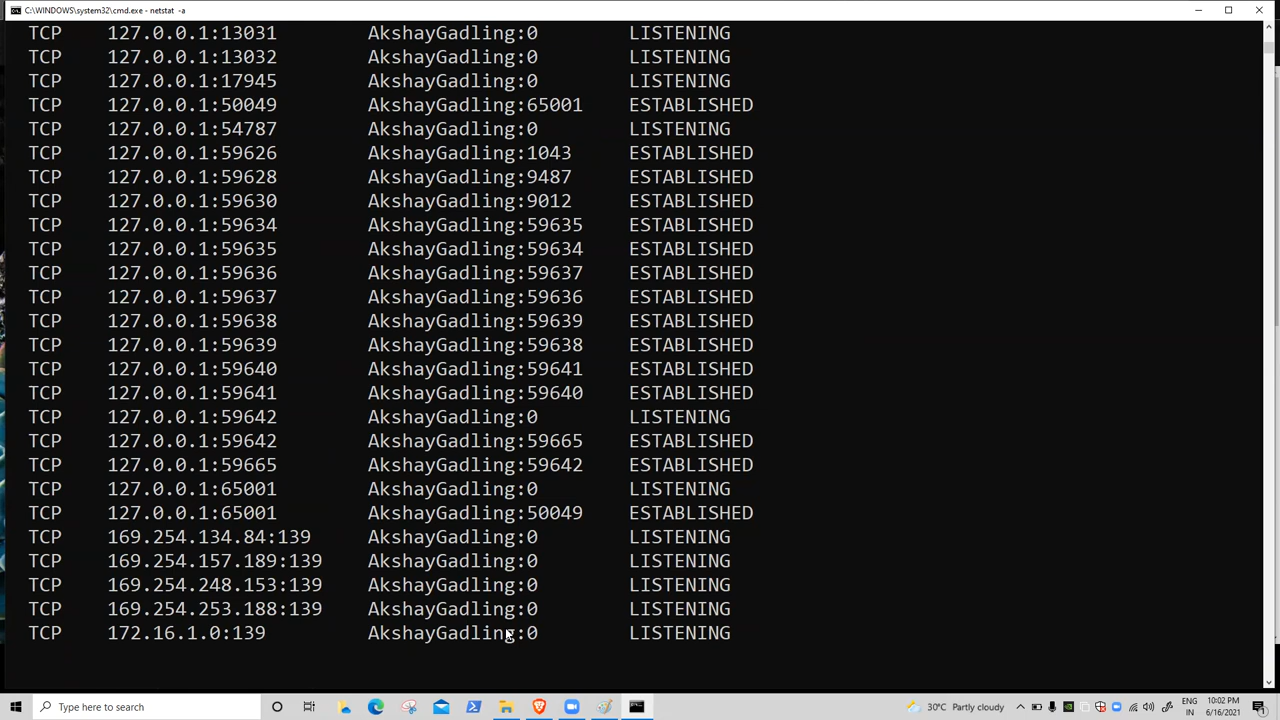 C:\WINDOWS\system32\cmd.exe - netstat -a
TCP 127.0.0.1:13031 AkshayGadling:0 LISTENING
TCP 127.0.0.1:13032 AkshayGadling:0 LISTENING
TCP 127.0.0.1:17945 AkshayGadling:0 LISTENING
TCP 127.0.0.1:50049 AkshayGadling:65001 ESTABLISHED
TCP 127.0.0.1:54787 AkshayGadling:0 LISTENING
TCP 127.0.0.1:59626 AkshayGadling:1043 ESTABLISHED
TCP 127.0.0.1:59628 AkshayGadling:9487 ESTABLISHED
TCP 127.0.0.1:59630 AkshayGadling:9012 ESTABLISHED
TCP 127.0.0.1:59634 AkshayGadling:59635 ESTABLISHED
TCP 127.0.0.1:59635 AkshayGadling:59634 ESTABLISHED
TCP 127.0.0.1:59636 AkshayGadling:59637 ESTABLISHED
TCP 127.0.0.1:59637 AkshayGadling:59636 ESTABLISHED
TCP 127.0.0.1:59638 AkshayGadling:59639 ESTABLISHED
TCP 127.0.0.1:59639 AkshayGadling:59638 ESTABLISHED
TCP 127.0.0.1:59640 AkshayGadling:59641 ESTABLISHED
TCP 127.0.0.1:59641 AkshayGadling:59640 ESTABLISHED
TCP 127.0.0.1:59642 AkshayGadling:0 LISTENING
TCP 127.0.0.1:59642 AkshayGadling:59665 ESTABLISHED
TCP 127.0.0.1:59665 AkshayGadling:59642 ESTABLISHED
TCP 127.0.0.1:65001 AkshayGadling:0 LISTENING
TCP 127.0.0.1:65001 AkshayGadling:50049 ESTABLISHED
TCP 169.254.134.84:139 AkshayGadling:0 LISTENING
TCP 169.254.157.189:139 AkshayGadling:0 LISTENING
TCP 169.254.248.153:139 AkshayGadling:0 LISTENING
TCP 169.254.253.188:139 AkshayGadling:0 LISTENING
TCP 172.16.1.0:139 AkshayGadling:0 LISTENING
Type here to search
30°C Partly cloudy
ENG
IN
10:02 PM
6/16/2021
1